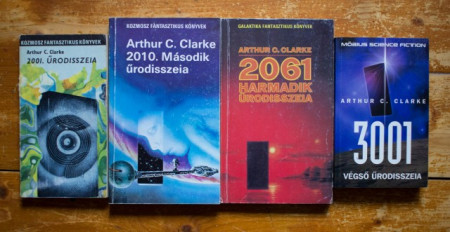 KOZMOSZ FANTASZTIKUS KÖNYVEK
Arthur C. Clarke
2001. ŰRODISSZEIA
KOZMOSZ FANTASZTIKUS KÖNYVEK
Arthur C. Clarke
2010. Második
űrodisszeia
GALAKTIKA FANTASZTIKUS KÖNYVEK
ARTHUR C. CLARKE
2061
HARMADIK
ŰRODISSZEIA
MÓBIUS SCIENCE FICTION
ARTHUR C. CLARKE
3001
VÉGSŐ ŰRODISSZEIA